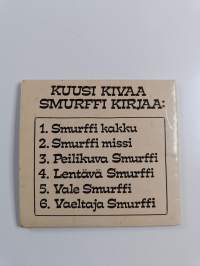 KUUSI KIVAA
SMURFFI KIRJAA:
1. Smurffi kakku
2. Smurffi missi
3. Peilikuva Smurffi
4. Lentävä Smurffi
5. Vale Smurffi
6. Vaeltaja Smurffi